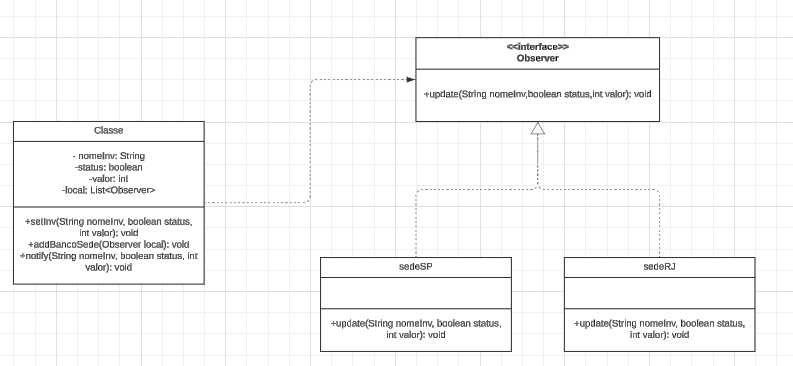 <<interface>>
Observer
+update(String nomeInv,boolean status,int valor): void
Classe
- nomeInv: String
-status: boolean
-valor: int
-local: List<Observer>
+setInv(String nomeInv, boolean status,
int valor): void
+addBancoSede(Observer local): void
+notify(String nomeInv, boolean status, int
valor): void
sedeSP
+update(String nomeInv, boolean status,
int valor): void
sedeRJ
+update(String nomeInv, boolean status,
int valor): void